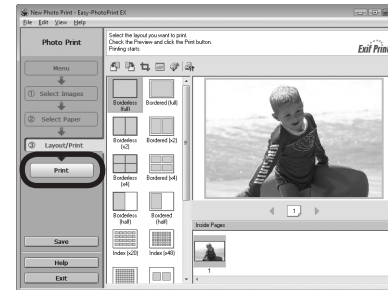 New Photo Print - Easy-PhotoPrint EX
File Edit View Help
Photo Print
Select the layout you want to print.
Check the Preview and click the Print button.
Printing starts.
Exif Print
Menu
① Select Images
② Select Paper
③ Layout/Print
Print
Save
Help
Exit
Borderless (full)
Bordered (full)
Borderless (x2)
Bordered (x2)
Borderless (x4)
Bordered (x4)
Borderless (half)
Bordered (half)
Index (x20)
Index (x48)
1
Inside Pages
1